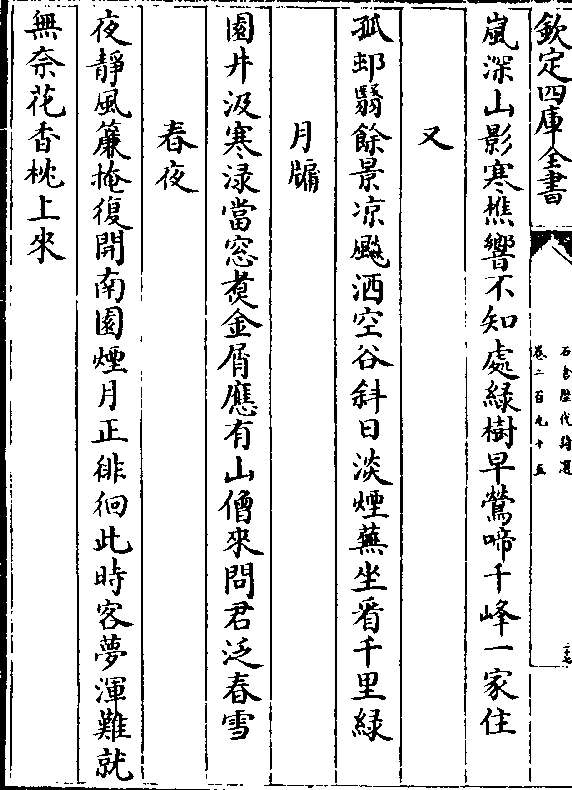 欽定四庫全書
石倉歷代詩選
卷二百九十五
嵐深山影寒樵響不知處緑樹早鶯啼千峰一家住
又
孤邨翳餘景凉飈洒空谷斜日淡煙蕪坐看千里緑
月牖
園井汲寒渌當窓煑金屑應有山僧來問君泛春雪
春夜
夜靜風簾掩復開南園煙月正徘徊此時客夢渾難就
無奈花香枕上來